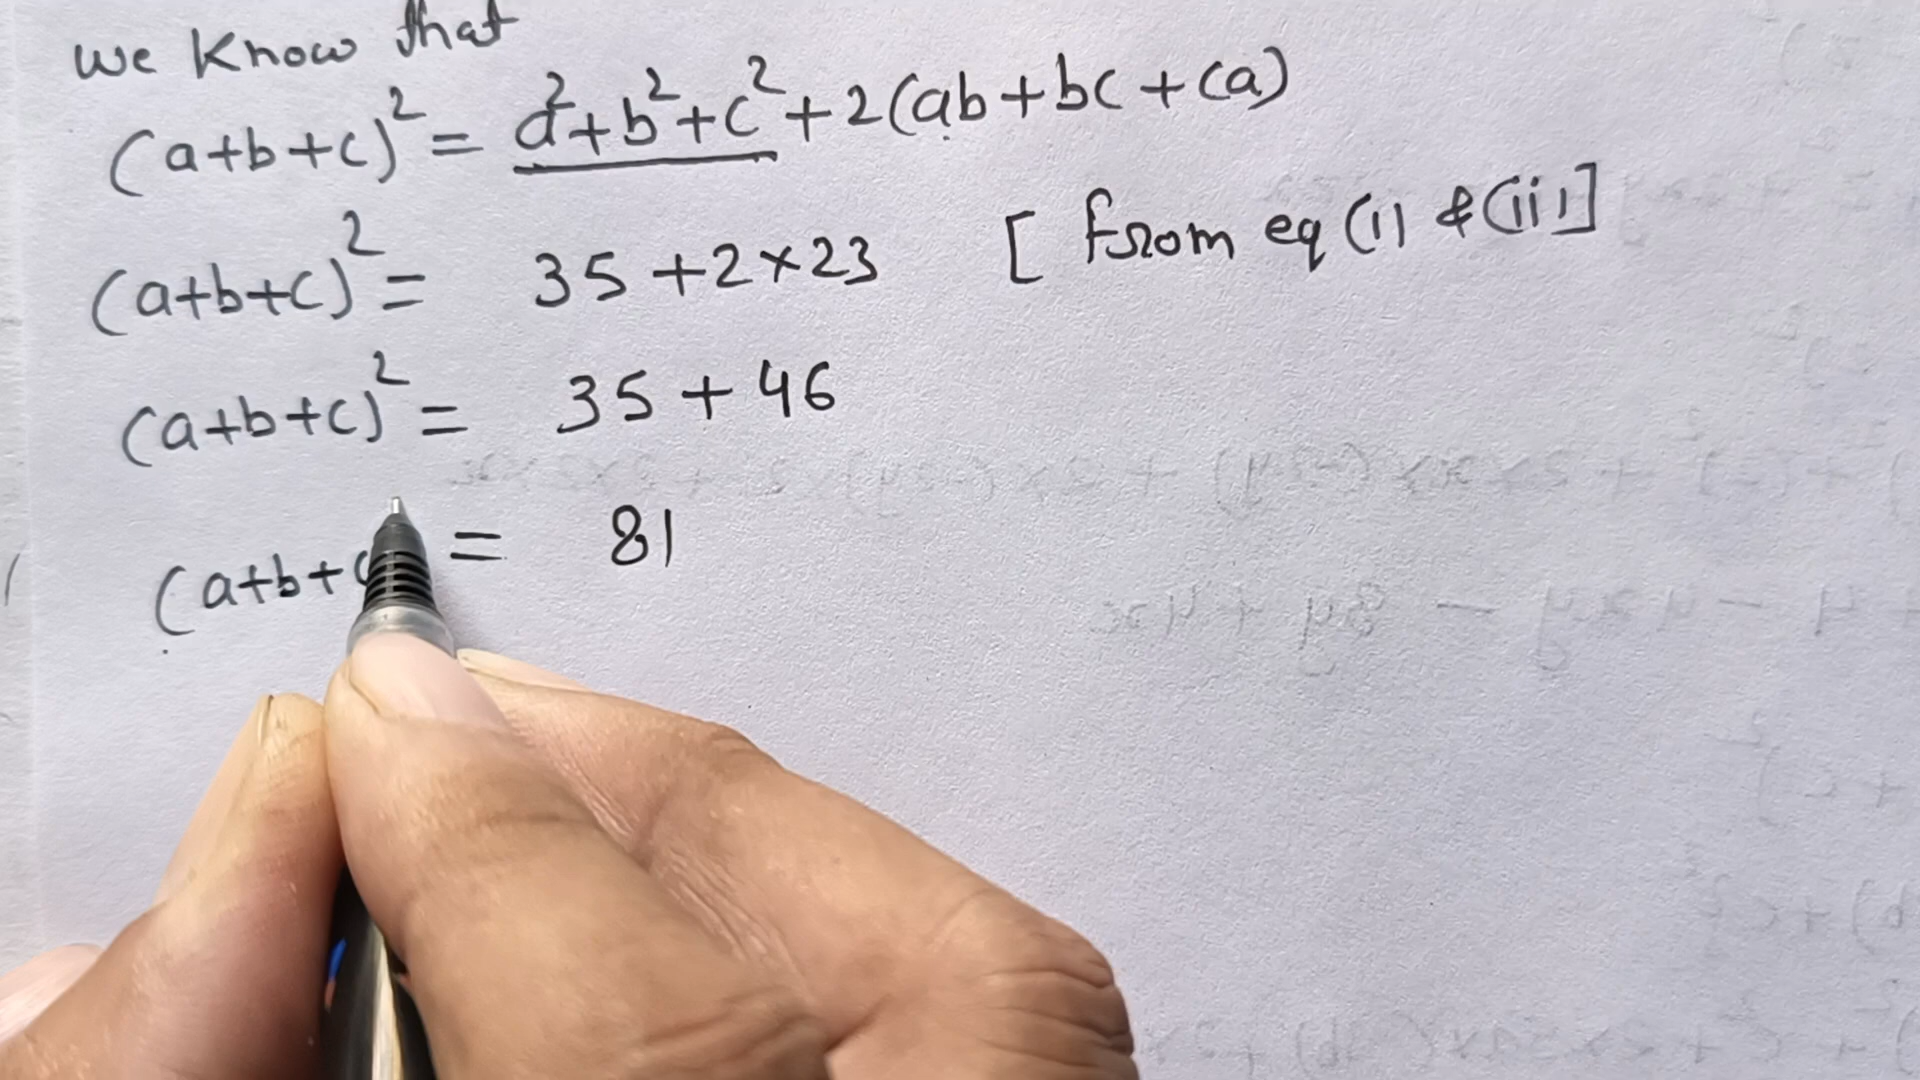 we know that
(a+b+c)² = a²+b²+c²+2(ab+bc+ca)
(a+b+c)² = 35+2×23 [from eq (i) & (ii)]
(a+b+c)² = 35+46
(a+b+c = 81